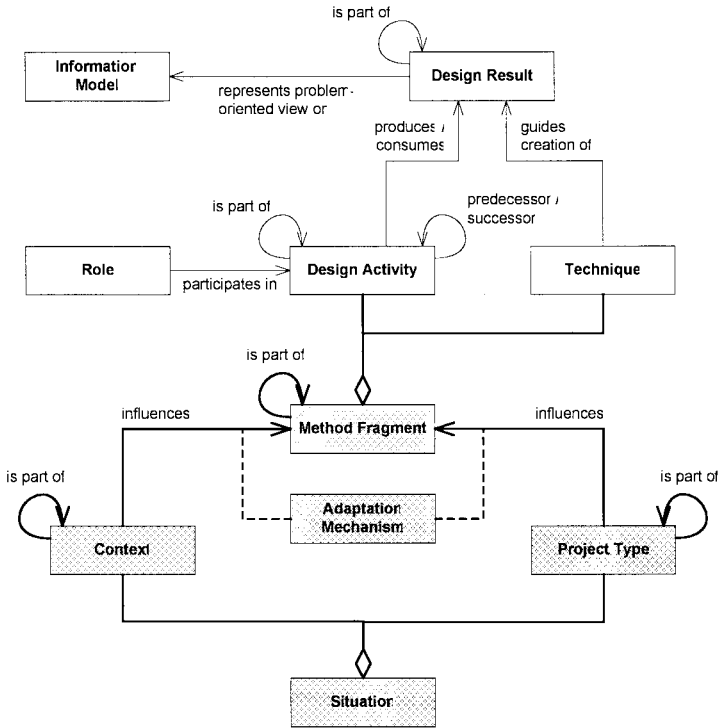 is part of
Information
Model
Design Result
represents problem-
oriented view or
produces /
consumes
guides
creation of
is part of
predecessor /
successor
Role
participates in
Design Activity
Technique
is part of
influences
Method Fragment
influences
is part of
Adaptation
Mechanism
is part of
Context
Project Type
Situation